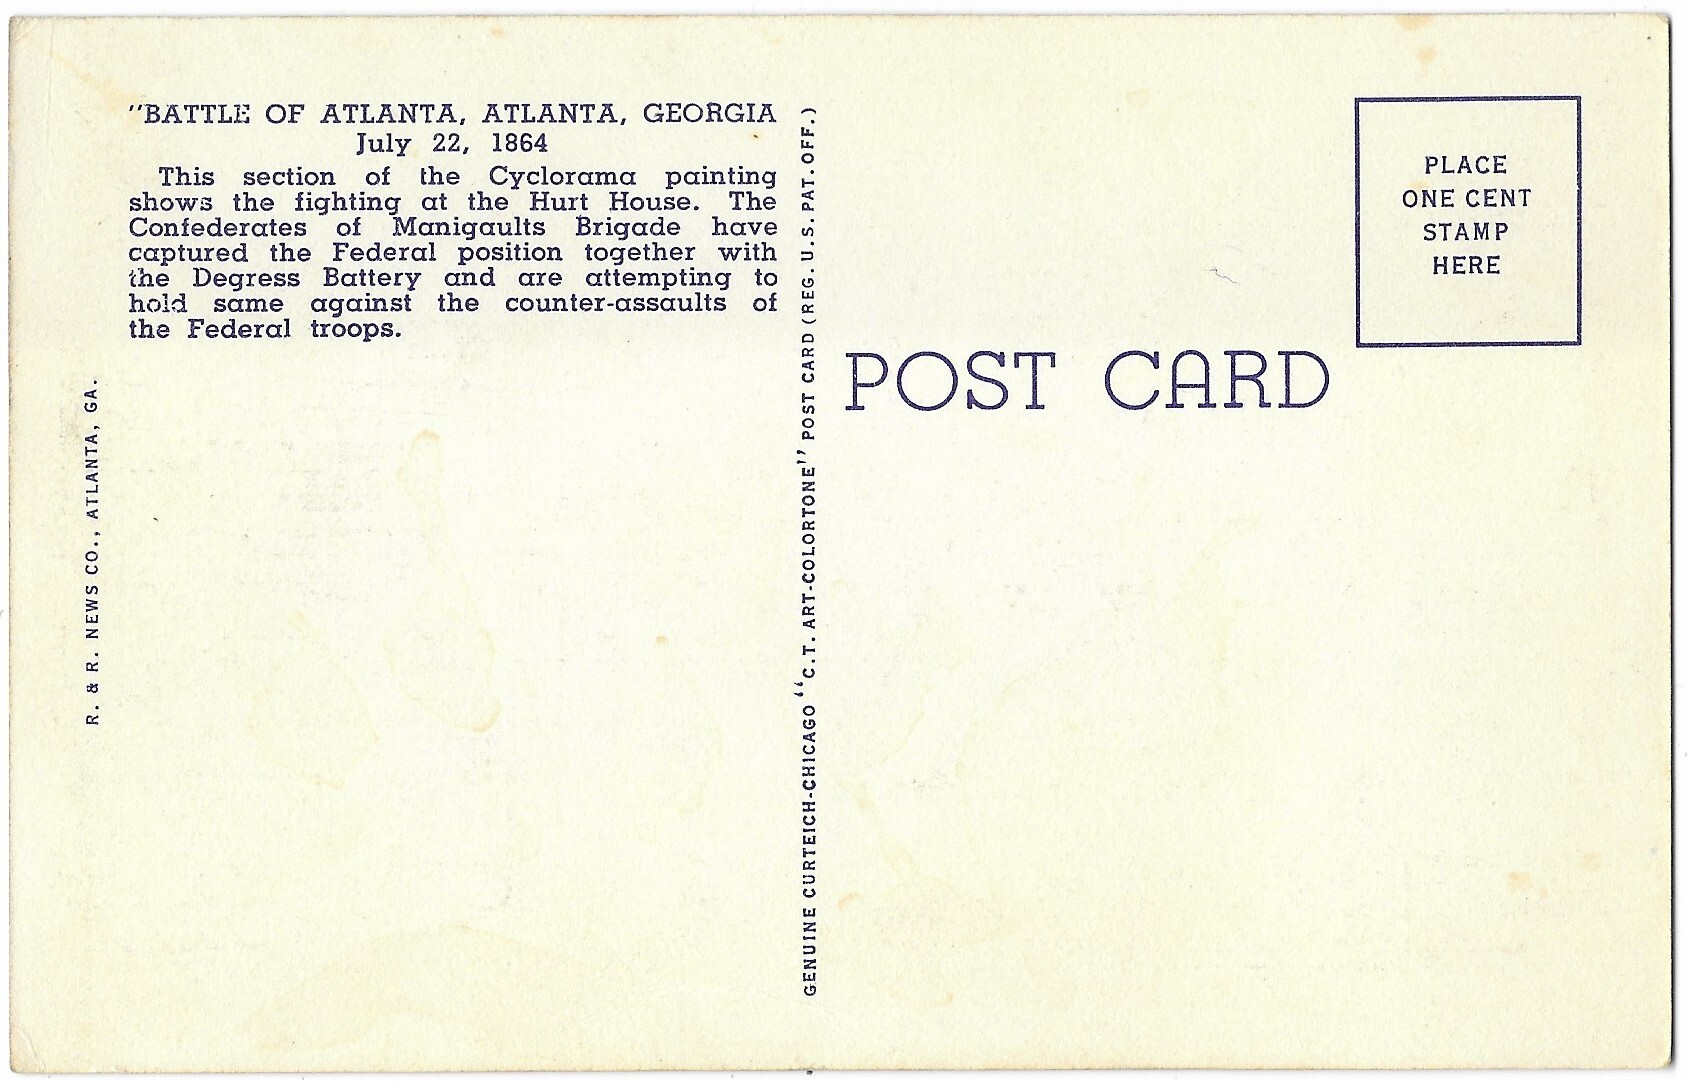 "BATTLE OF ATLANTA, ATLANTA, GEORGIA
July 22, 1864
This section of the Cyclorama painting
shows the fighting at the Hurt House. The
Confederates of Manigaults Brigade have
captured the Federal position together with
the Degress Battery and are attempting to
hold same against the counter-assaults of
the Federal troops.
R. & R. NEWS CO., ATLANTA, GA.
GENUINE CURTEICH-CHICAGO "C.T. ART-COLORTONE" POST CARD (REG. U.S. PAT. OFF.)
POST CARD
PLACE
ONE CENT
STAMP
HERE